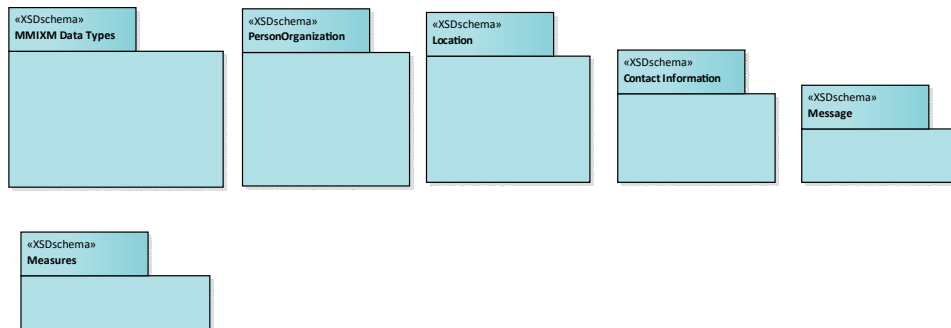 «XSDschema»
MMIXM Data Types
«XSDschema»
PersonOrganization
«XSDschema»
Location
«XSDschema»
Contact Information
«XSDschema»
Message
«XSDschema»
Measures